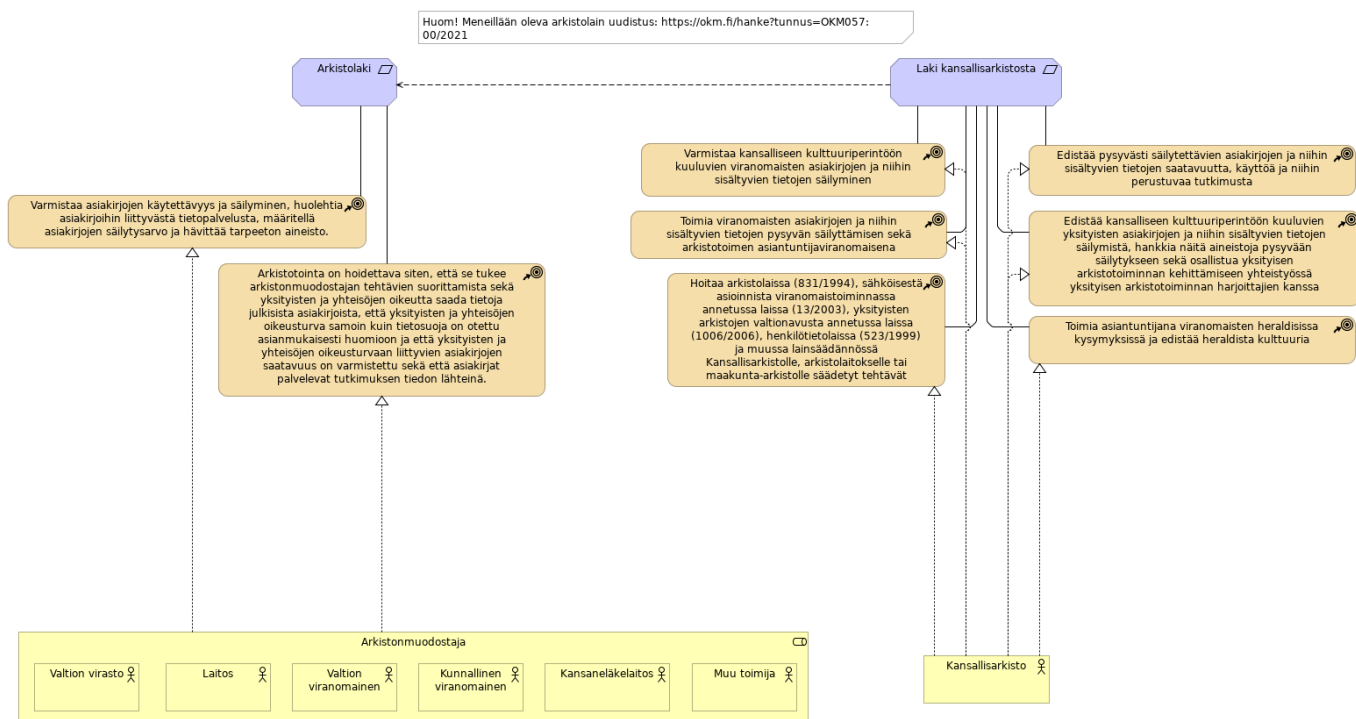 Huom! Meneillään oleva arkistolain uudistus: https://okm.fi/hanke?tunnus=OKM057:
00/2021
Arkistolaki
Laki kansallisarkistosta
Varmistaa asiakirjojen käytettävyys ja säilyminen, huolehtia
asiakirjoihin liittyvästä tietopalvelusta, määritellä
asiakirjojen säilytysarvo ja hävittää tarpeeton aineisto.
Arkistotointa on hoidettava siten, että se tukee
arkistonmuodostajan tehtävien suorittamista sekä
yksityisten ja yhteisöjen oikeutta saada tietoja
julkisista asiakirjoista, että yksityisten ja yhteisöjen
oikeusturva samoin kuin tietosuoja on otettu
asianmukaisesti huomioon ja että yksityisten ja
yhteisöjen oikeusturvaan liittyvien asiakirjojen
saatavuus on varmistettu sekä että asiakirjat
palvelevat tutkimuksen tiedon lähteinä.
Varmistaa kansalliseen kulttuuriperintöön
kuuluvien viranomaisten asiakirjojen ja niihin
sisältyvien tietojen säilyminen
Toimia viranomaisten asiakirjojen ja niihin
sisältyvien tietojen pysyvän säilyttämisen sekä
arkistotoimen asiantuntijaviranomaisena
Hoitaa arkistolaissa (831/1994), sähköisestä
asioinnista viranomaistoiminnassa
annetussa laissa (13/2003), yksityisten
arkistojen valtionavusta annetussa laissa
(1006/2006), henkilötietolaissa (523/1999)
ja muussa lainsäädännössä
Kansallisarkistolle, arkistolaitokselle tai
maakunta-arkistolle säädetyt tehtävät
Edistää pysyvästi säilytettävien asiakirjojen ja niihin
sisältyvien tietojen saatavuutta, käyttöä ja niihin
perustuvaa tutkimusta
Edistää kansalliseen kulttuuriperintöön kuuluvien
yksityisten asiakirjojen ja niihin sisältyvien tietojen
säilymistä, hankkia näitä aineistoja pysyvään
säilytykseen sekä osallistua yksityisen
arkistotoiminnan kehittämiseen yhteistyössä
yksityisen arkistotoiminnan harjoittajien kanssa
Toimia asiantuntijana viranomaisten heraldisissa
kysymyksissä ja edistää heraldista kulttuuria
Arkistonmuodostaja
Valtion virasto
Laitos
Valtion
viranomainen
Kunnallinen
viranomainen
Kansaneläkelaitos
Muu toimija
Kansallisarkisto